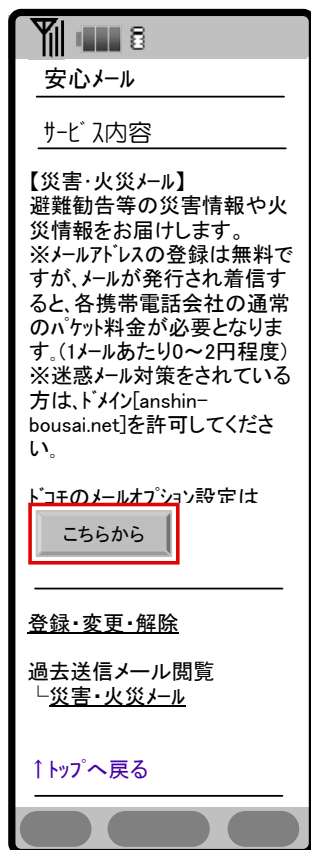 安心メール
ｻｰﾋﾞｽ内容
【災害･火災ﾒｰﾙ】
避難勧告等の災害情報や火
災情報をお届けします。
※ﾒｰﾙｱﾄﾞﾚｽの登録は無料で
すが､ﾒｰﾙが発行され着信す
ると､各携帯電話会社の通常
のﾊﾟｹｯﾄ料金が必要となりま
す｡(1ﾒｰﾙあたり0～2円程度)
※迷惑ﾒｰﾙ対策をされている
方は､ﾄﾞﾒｲﾝ[anshin-
bousai.net]を許可してくださ
い。
ﾄﾞｺﾓのﾒｰﾙｵﾌﾟｼｮﾝ設定は
こちらから
登録･変更･解除
過去送信メール閲覧
└災害･火災ﾒｰﾙ
↑ﾄｯﾌﾟへ戻る